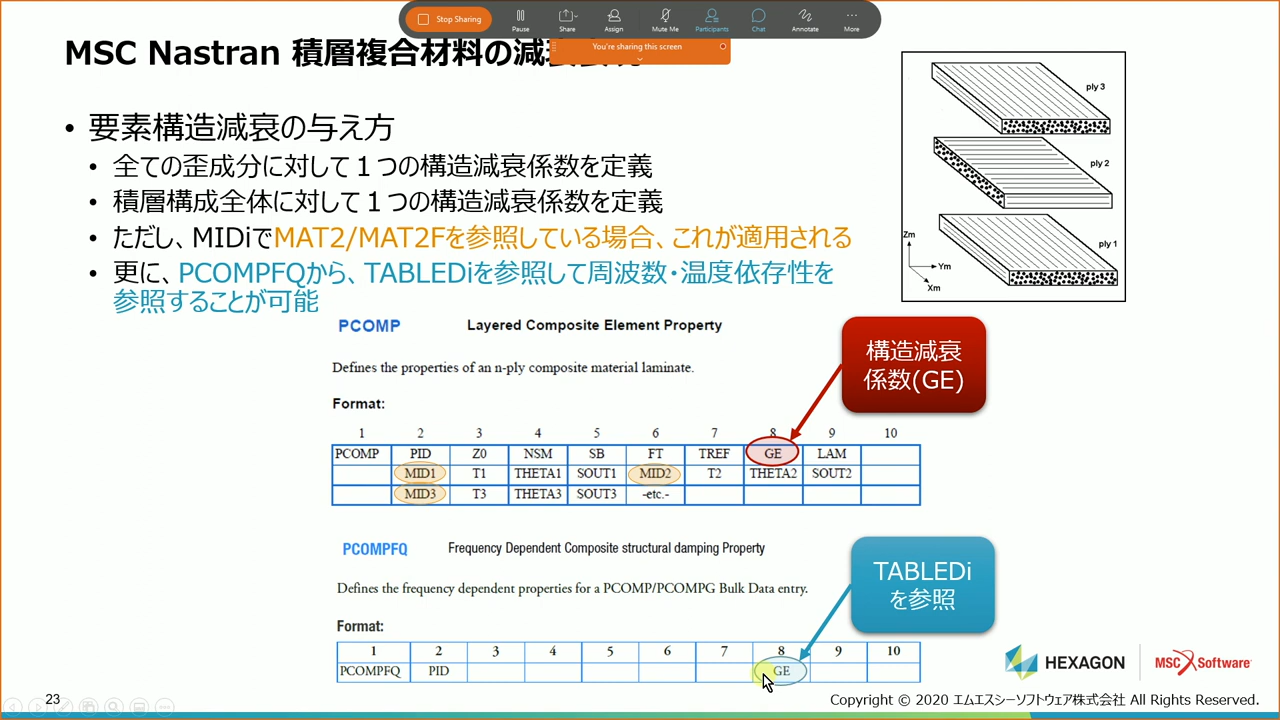 Stop Sharing
Pause
Share
Assign
Mute Me
Participants
Chat
Annotate
More
You're sharing this screen
MSC Nastran 積層複合材料の減
• 要素構造減衰の与え方
• 全ての歪成分に対して１つの構造減衰係数を定義
• 積層構成全体に対して１つの構造減衰係数を定義
• ただし、MIDiでMAT2/MAT2Fを参照している場合、これが適用される
• 更に、PCOMPFQから、TABLEDiを参照して周波数・温度依存性を
参照することが可能
ply 3
ply 2
ply 1
Zm
Ym
Xm
PCOMP Layered Composite Element Property
Defines the properties of an n-ply composite material laminate.
Format:
構造減衰
係数(GE)
1 2 3 4 5 6 7 8 9 10
PCOMP PID Z0 NSM SB FT TREF GE LAM
MID1 T1 THETA1 SOUT1 MID2 T2 THETA2 SOUT2
MID3 T3 THETA3 SOUT3 -etc.-
PCOMPFQ Frequency Dependent Composite structural damping Property
Defines the frequency dependent properties for a PCOMP/PCOMPG Bulk Data entry.
TABLEDi
を参照
Format:
1 2 3 4 5 6 7 8 9 10
PCOMPFQ PID GE
HEXAGON
MSC Software
23
Copyright © 2020 エムエスシーソフトウェア株式会社 All Rights Reserved.